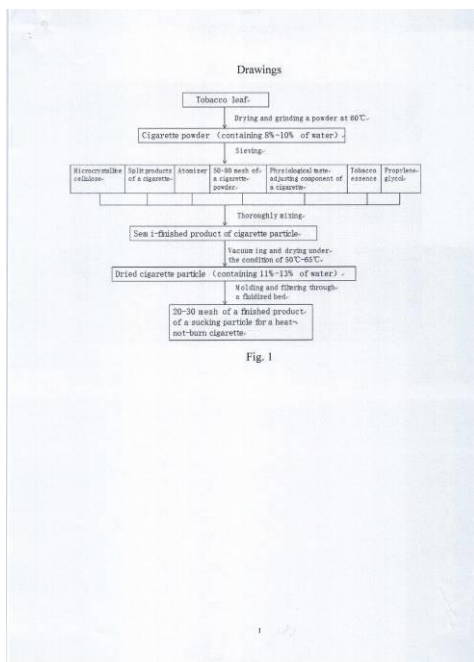 Drawings
Tobacco leaf
Drying and grinding a powder at 60℃
Cigarette powder (containing 8%-10% of water)
Sieving
Microcrystalline
cellulose
Split products
of a cigarette
Atomizer
50-80 mesh of
a cigarette
powder
Physiological
adjusting component of
a cigarette
Tobacco
essence
Propylene
glycol
Thoroughly mixing
Sem i-finished product of cigarette particle
Vacuum ing and drying under
the condition of 50℃-65℃
Dried cigarette particle (containing 11%-13% of water)
Molding and filtering through
a fluidized bed
20-30 mesh of a finished product
of a sucking particle for a heat-
not-burn cigarette
Fig. 1
1